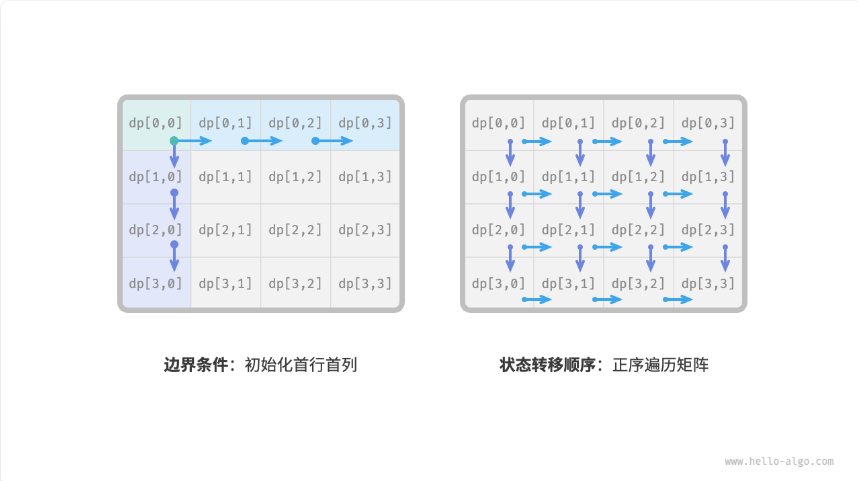 dp[0,0] dp[0,1] dp[0,2] dp[0,3]
dp[1,0] dp[1,1] dp[1,2] dp[1,3]
dp[2,0] dp[2,1] dp[2,2] dp[2,3]
dp[3,0] dp[3,1] dp[3,2] dp[3,3]
边界条件：初始化首行首列
dp[0,0] dp[0,1] dp[0,2] dp[0,3]
dp[1,0] dp[1,1] dp[1,2] dp[1,3]
dp[2,0] dp[2,1] dp[2,2] dp[2,3]
dp[3,0] dp[3,1] dp[3,2] dp[3,3]
状态转移顺序：正序遍历矩阵
www.hello-algo.com